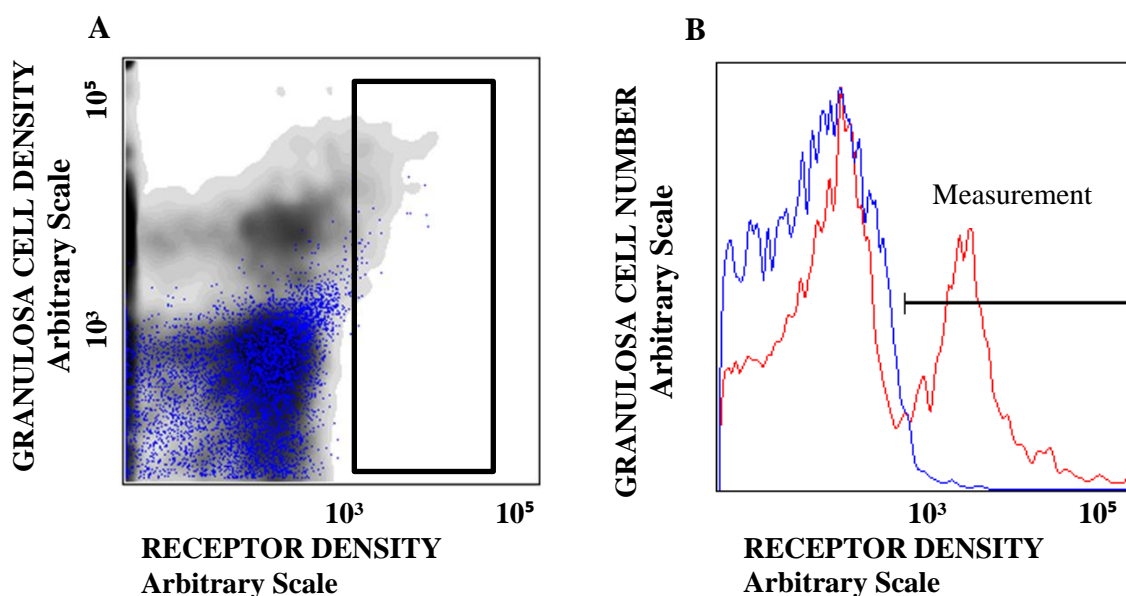 A
GRANULOSA CELL DENSITY
Arbitrary Scale
10⁵
10³
10³
10⁵
RECEPTOR DENSITY
Arbitrary Scale
B
GRANULOSA CELL NUMBER
Arbitrary Scale
Measurement
10³
10⁵
RECEPTOR DENSITY
Arbitrary Scale